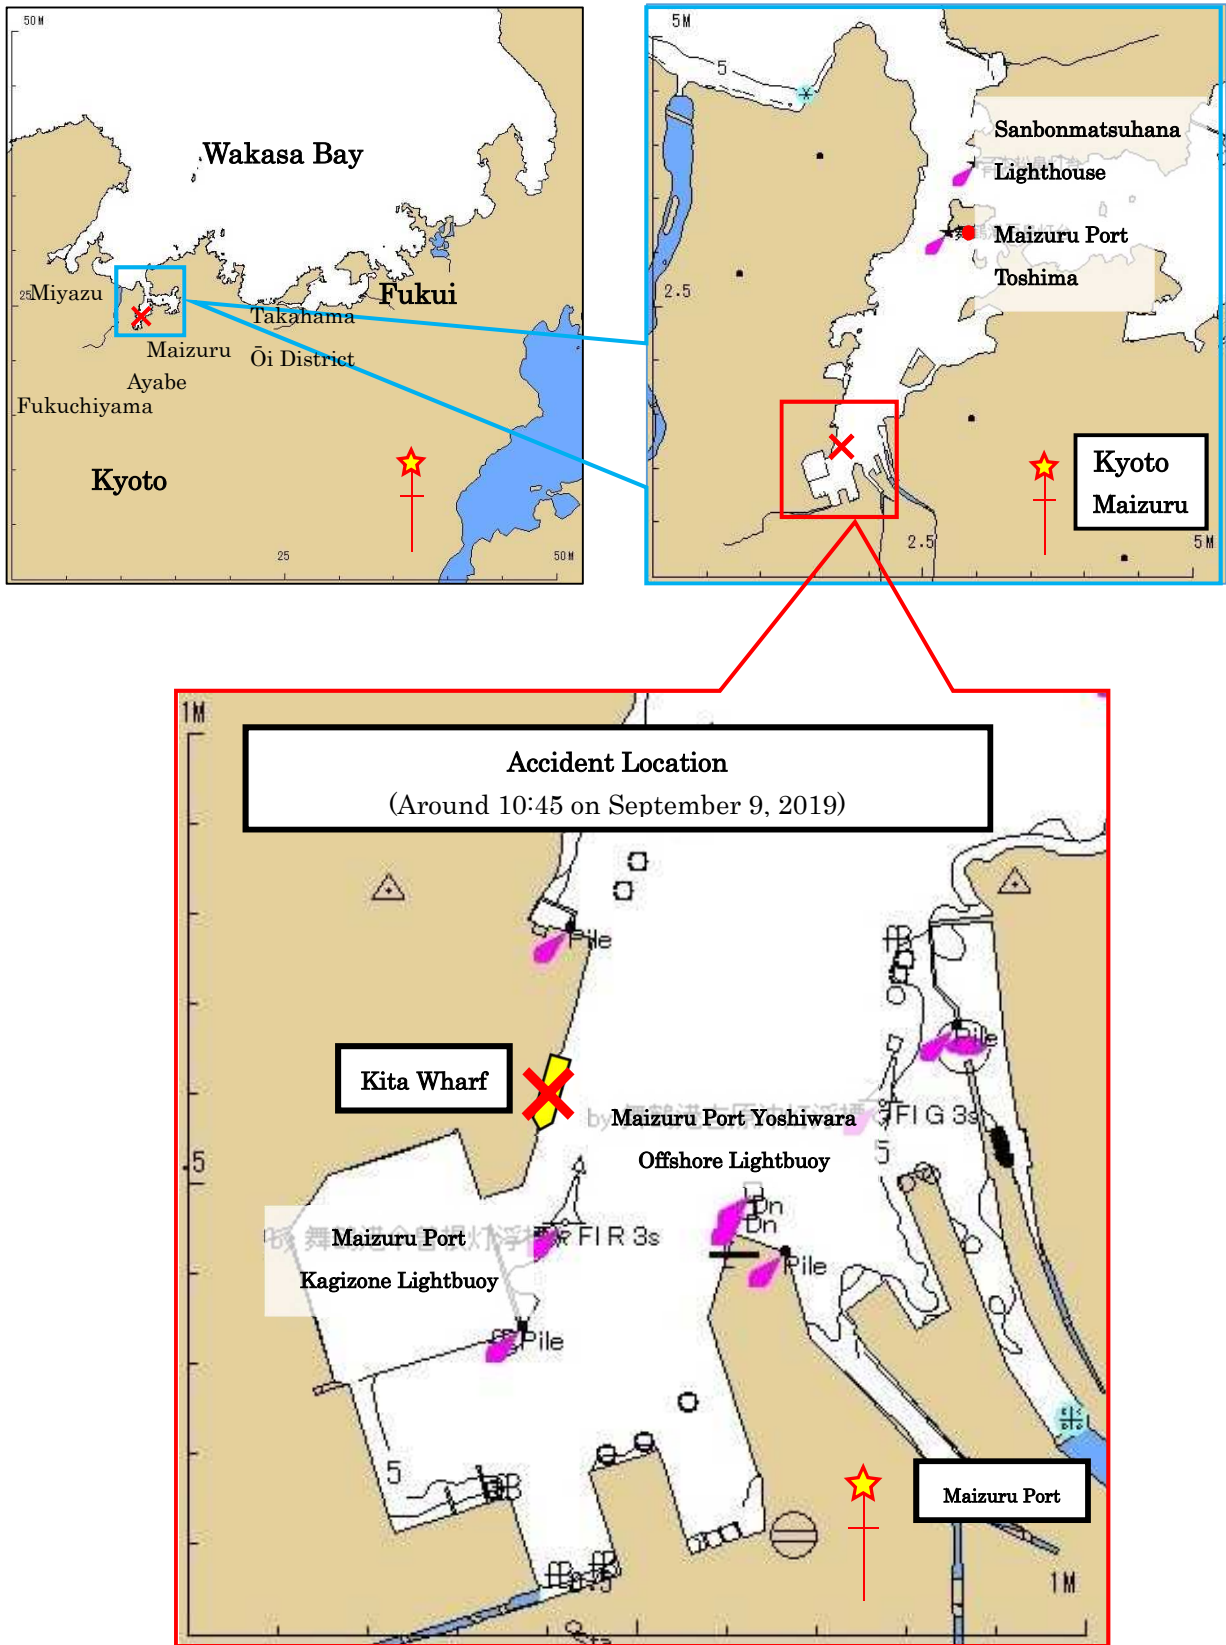 50M
Wakasa Bay
Fukui
25
Miyazu
Takahama
Maizuru
Ōi District
Ayabe
Fukuchiyama
Kyoto
25
50M
5M
5
Sanbonmatsuhana
Lighthouse
Maizuru Port
Toshima
2.5
Kyoto
Maizuru
2.5
5M
1M
Accident Location
(Around 10:45 on September 9, 2019)
Pile
Pile
Kita Wharf
Maizuru Port Yoshiwara
Offshore Lightbuoy
Fl G 3s
5
.5
Dn
Dn
Maizuru Port
Kagizone Lightbuoy
Fl R 3s
Pile
Pile
5
Maizuru Port
1M